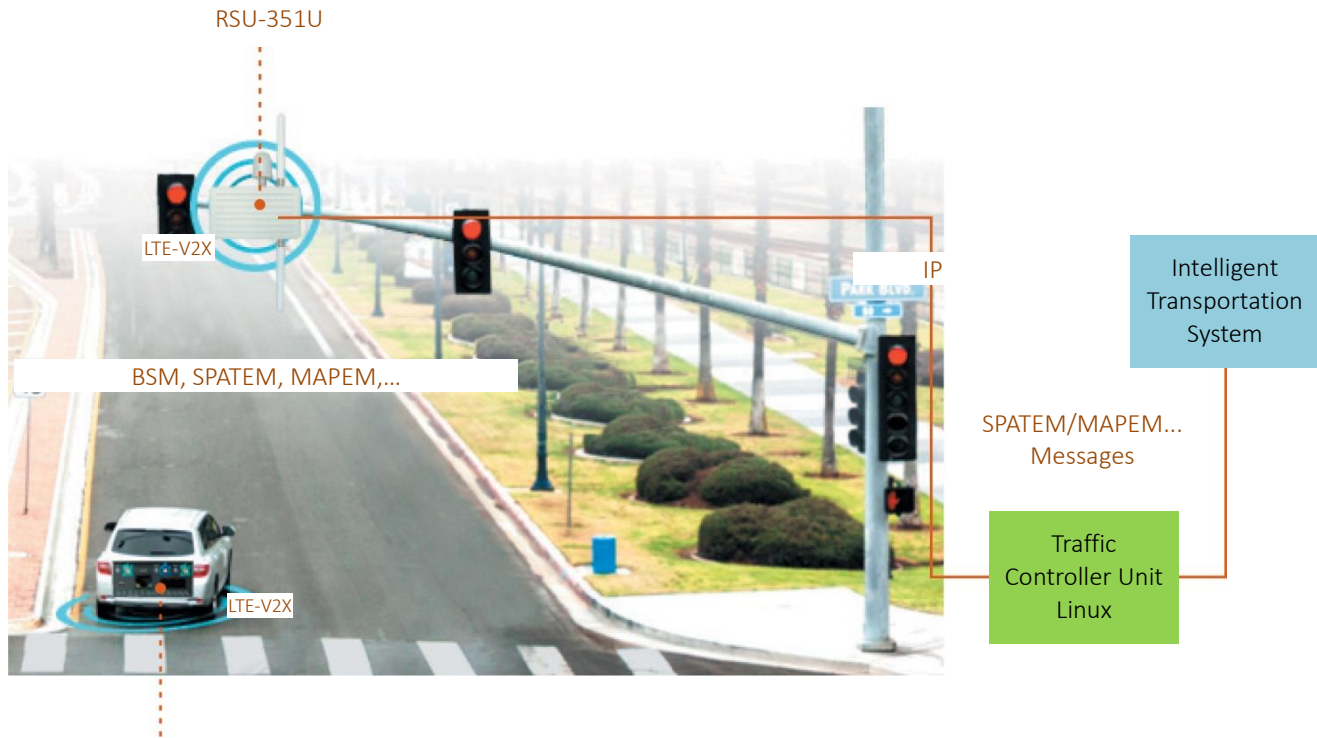 RSU-351U
LTE-V2X
IP
PARK BLVD.
Intelligent
Transportation
System
BSM, SPATEM, MAPEM,...
SPATEM/MAPEM...
Messages
Traffic
Controller Unit
Linux
LTE-V2X